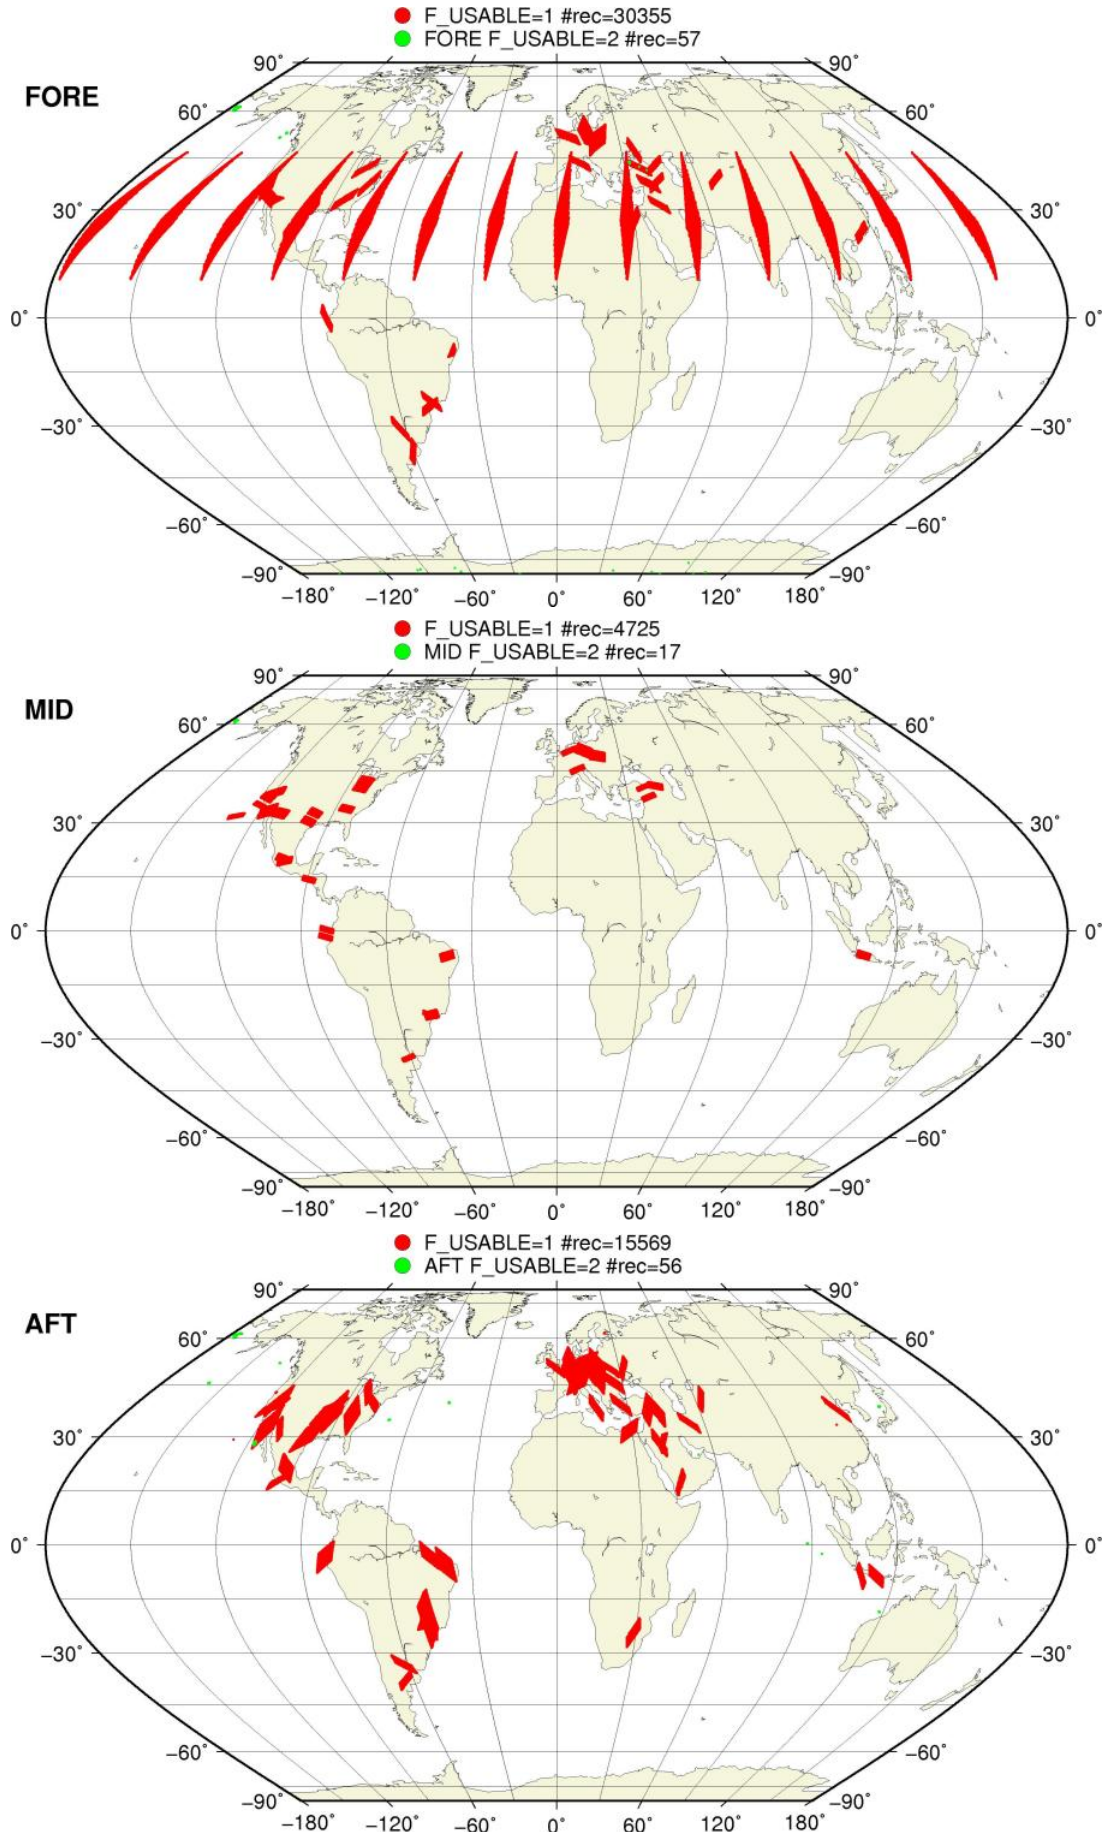 F_USABLE=1 #rec=30355
FORE F_USABLE=2 #rec=57
FORE
90° 90°
60° 60°
30° 30°
0° 0°
−30° −30°
−60° −60°
−90° −90°
−180° −120° −60° 0° 60° 120° 180°
F_USABLE=1 #rec=4725
MID F_USABLE=2 #rec=17
MID
90° 90°
60° 60°
30° 30°
0° 0°
−30° −30°
−60° −60°
−90° −90°
−180° −120° −60° 0° 60° 120° 180°
F_USABLE=1 #rec=15569
AFT F_USABLE=2 #rec=56
AFT
90° 90°
60° 60°
30° 30°
0° 0°
−30° −30°
−60° −60°
−90° −90°
−180° −120° −60° 0° 60° 120° 180°